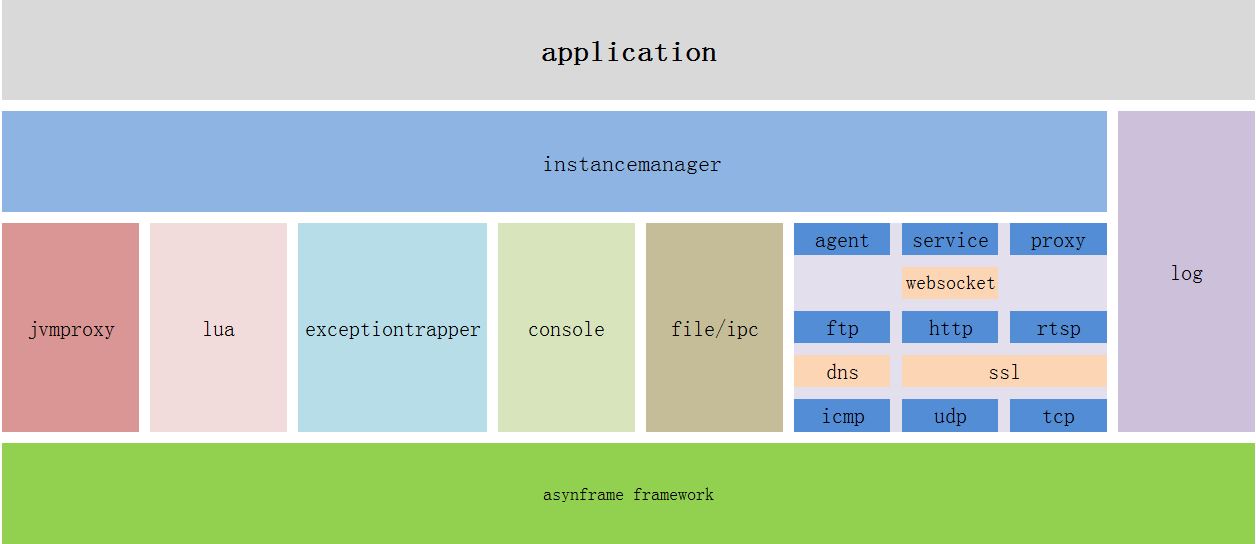 application
instancemanager
log
jvmproxy
lua
exceptiontrapper
console
file/ipc
agent service proxy
websocket
ftp http rtsp
dns ssl
icmp udp tcp
asynframe framework